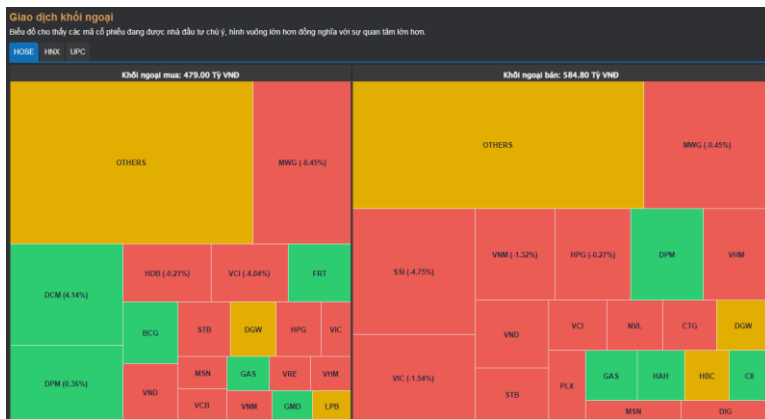 Giao dịch khối ngoại
Biểu đồ cho thấy các mã cổ phiếu đang được nhà đầu tư chú ý, hình vuông lớn hơn đồng nghĩa với sự quan tâm lớn hơn.
HOSE HNX UPC
Khối ngoại mua: 479.00 Tỷ VNĐ
OTHERS
MWG (-0.45%)
DCM (4.14%)
HDB (-0.21%)
VCI (-4.04%)
FRT
BCG
STB
DGW
HPG
VIC
DPM (0.36%)
VND
MSN
GAS
VRE
VHM
VCB
VNM
GMD
LPB
Khối ngoại bán: 584.80 Tỷ VNĐ
OTHERS
MWG (-0.45%)
SSI (-4.75%)
VNM (-1.32%)
HPG (-0.27%)
DPM
VHM
VND
VCI
NVL
CTG
DGW
VIC (-1.54%)
STB
PLX
GAS
HAH
HBC
CII
MSN
DIG